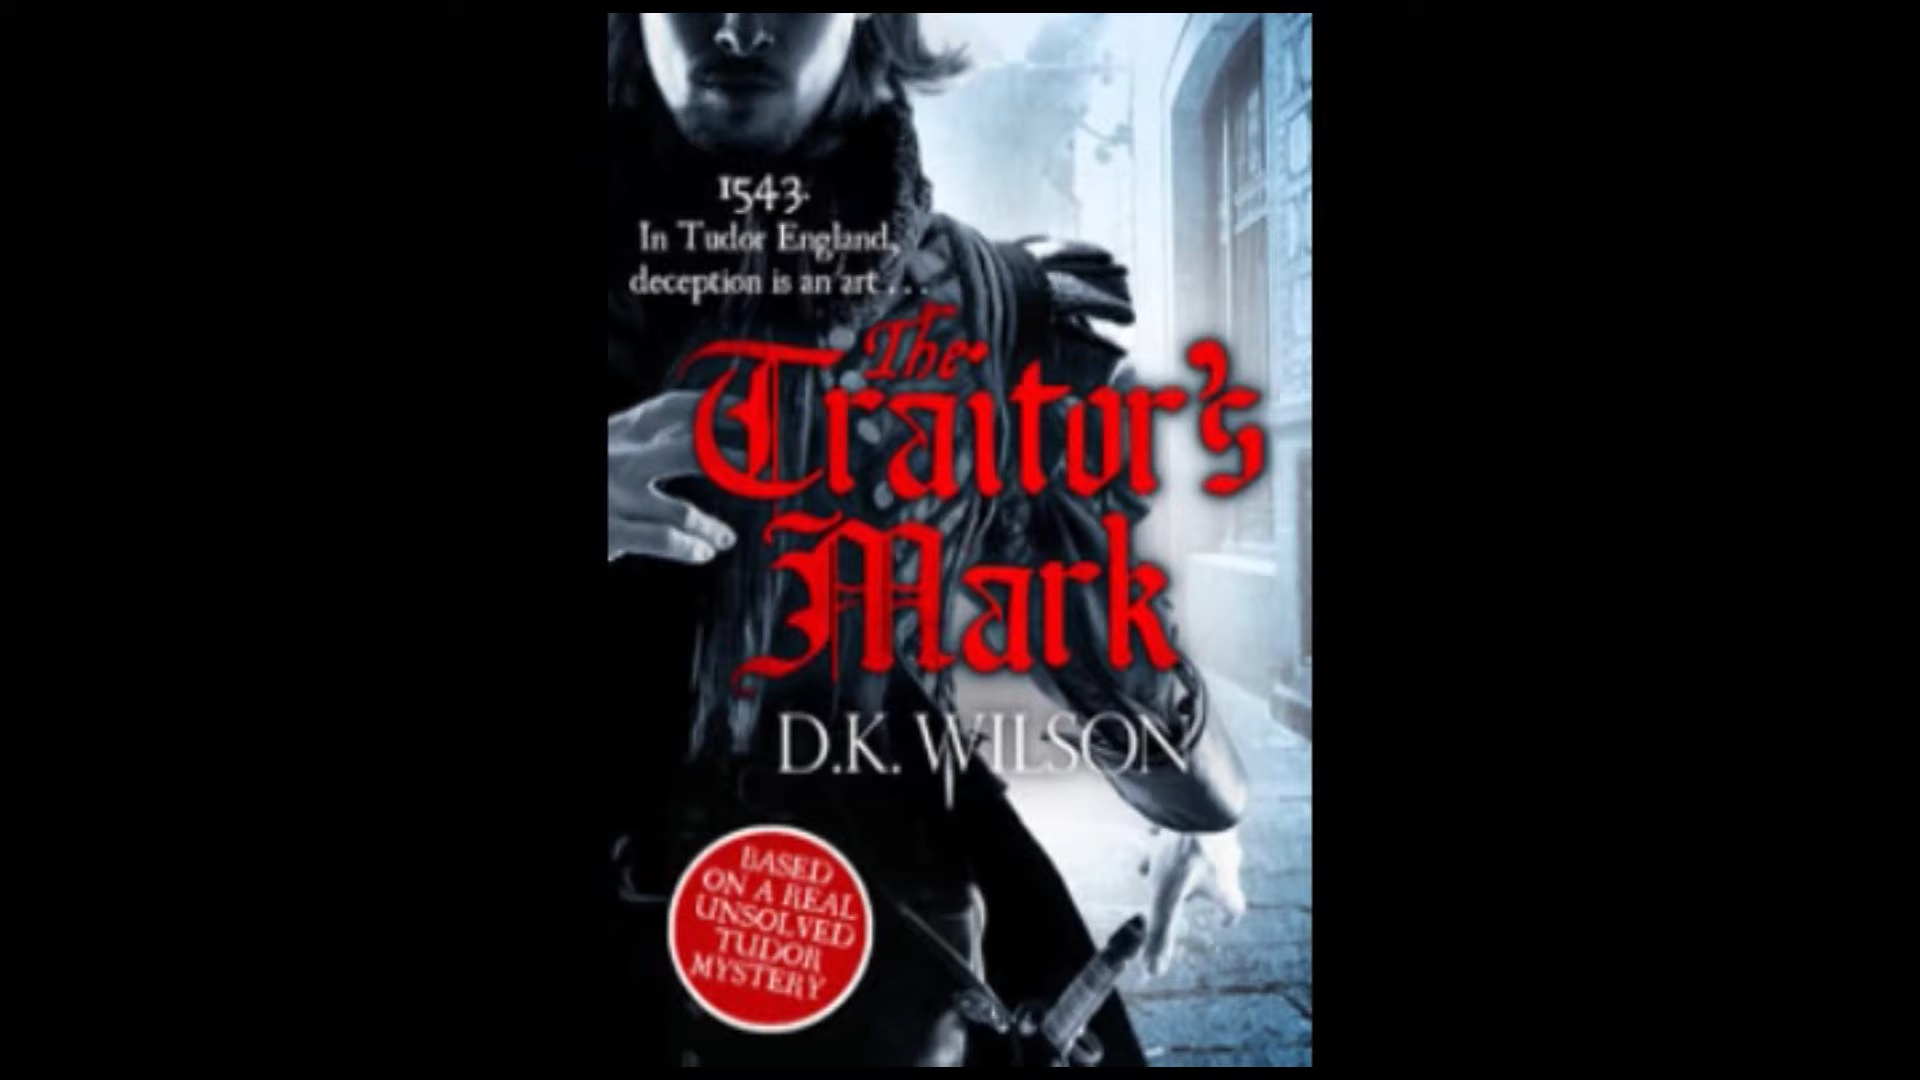 1543.
In Tudor England,
deception is an art . . .
The
Traitor's
Mark
D.K. WILSON
BASED
ON A REAL
UNSOLVED
TUDOR
MYSTERY